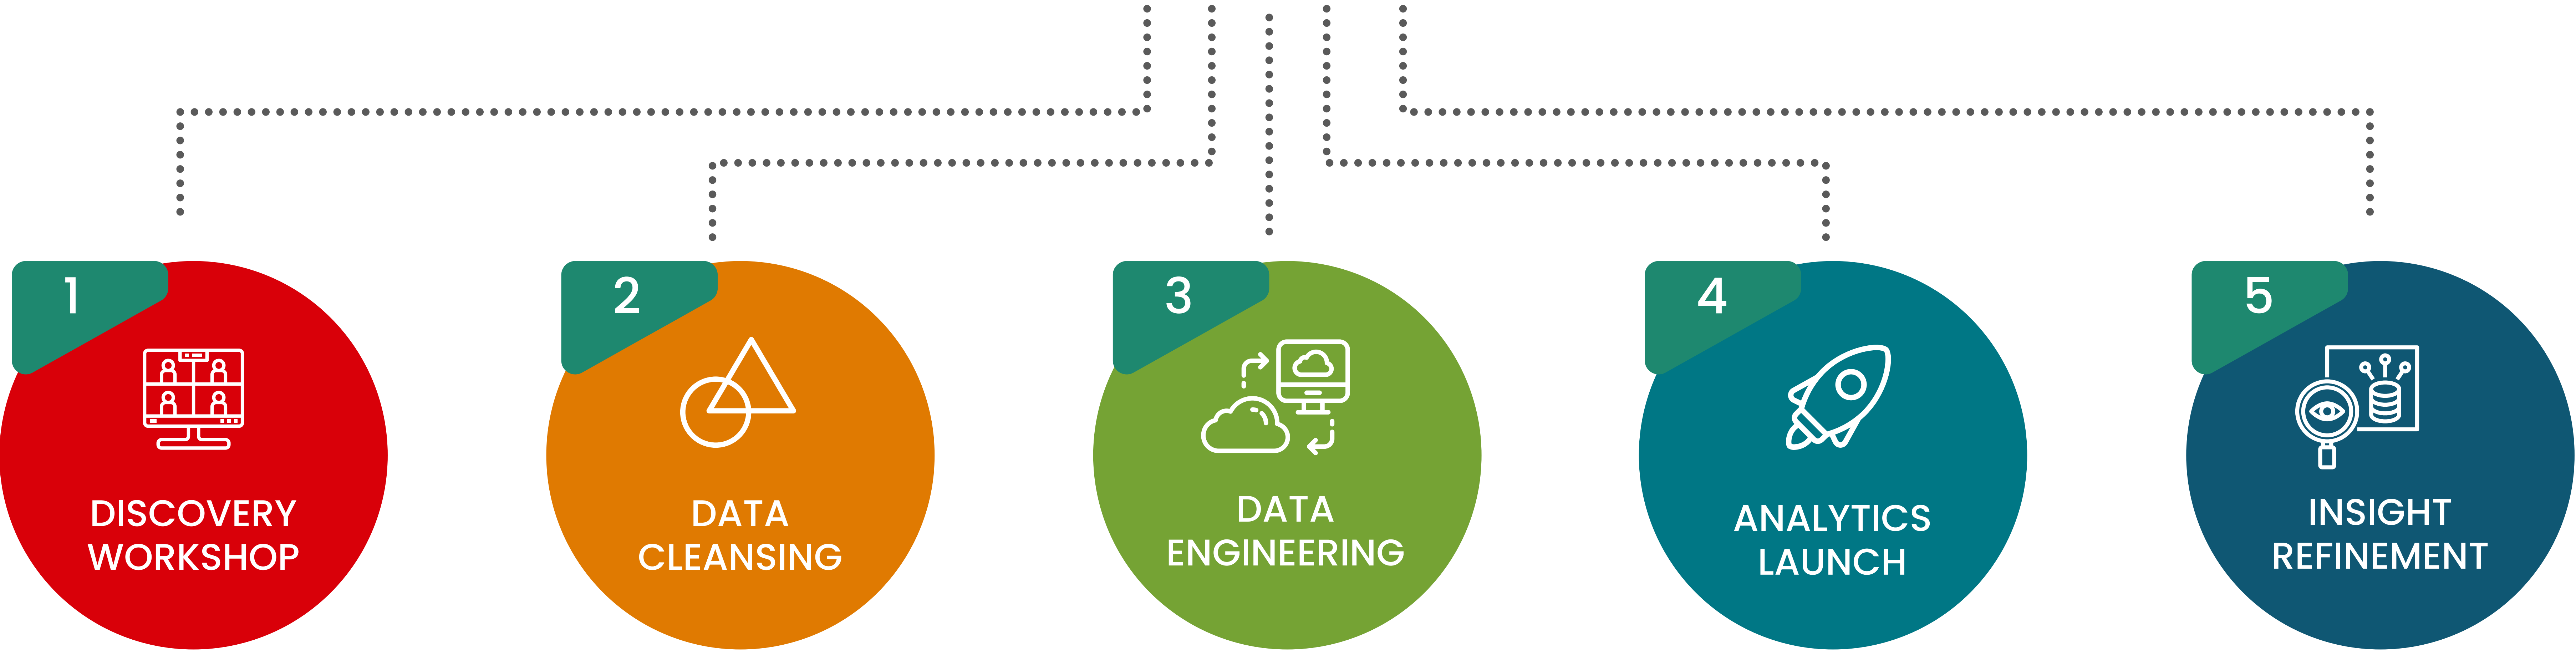 1
DISCOVERY
WORKSHOP
2
DATA
CLEANSING
3
DATA
ENGINEERING
4
ANALYTICS
LAUNCH
5
INSIGHT
REFINEMENT